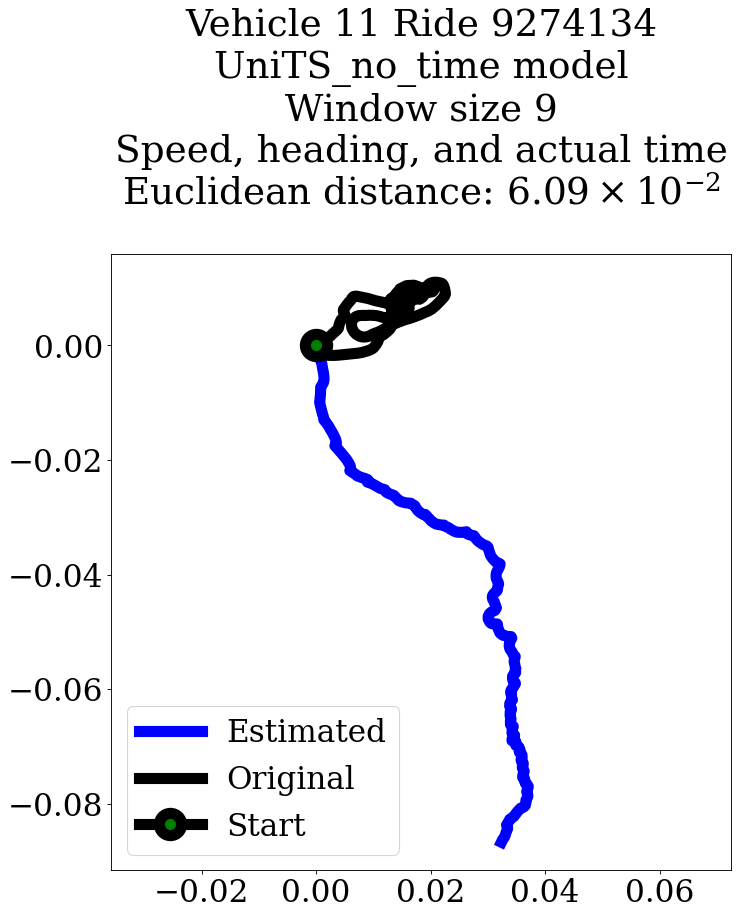 Vehicle 11 Ride 9274134
UniTS_no_time model
Window size 9
Speed, heading, and actual time
Euclidean distance: 6.09 × 10⁻²
0.00
−0.02
−0.04
−0.06
−0.08
Estimated
Original
Start
−0.02 0.00 0.02 0.04 0.06